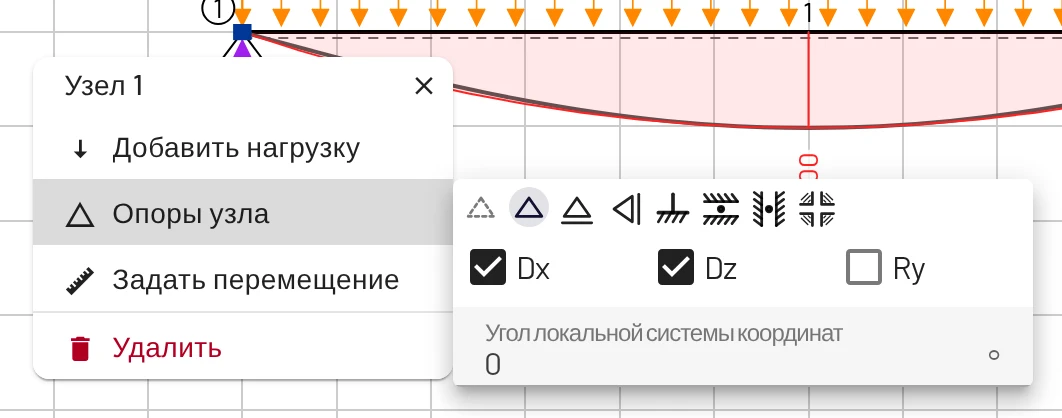 1
1
Узел 1
Добавить нагрузку
Опоры узла
Задать перемещение
Удалить
Dx
Dz
Ry
Угол локальной системы координат
0
°